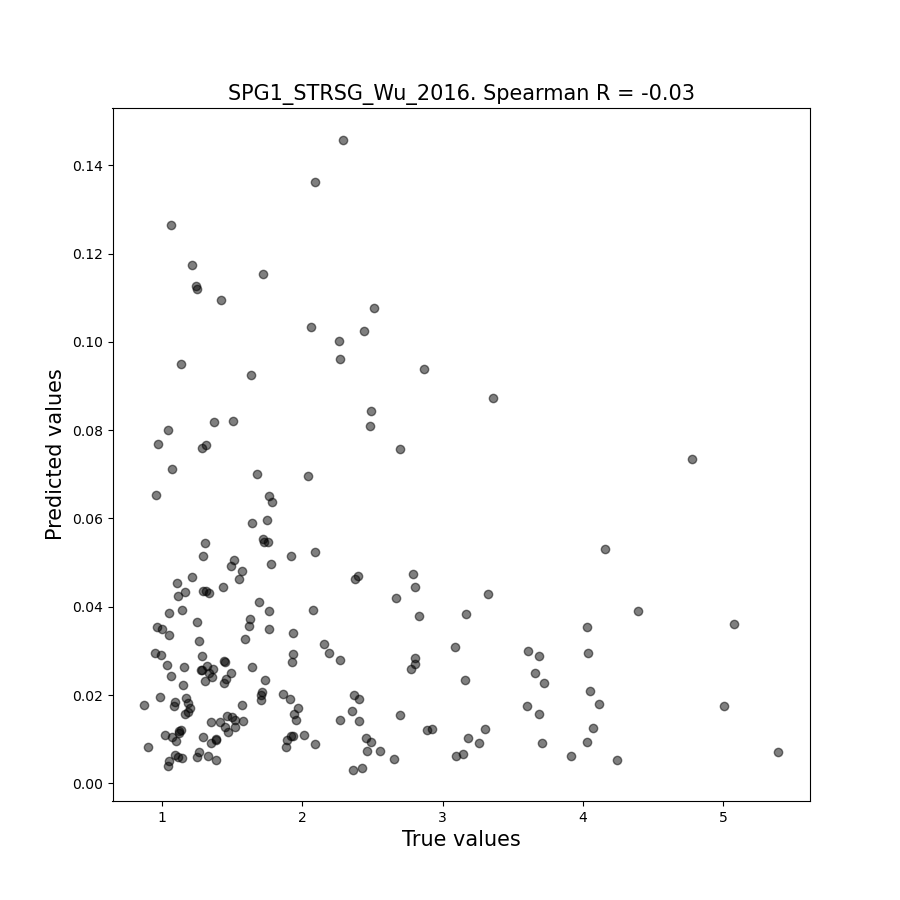 SPG1_STRSG_Wu_2016. Spearman R = -0.03
Predicted values
0.14
0.12
0.10
0.08
0.06
0.04
0.02
0.00
1 2 3 4 5
True values